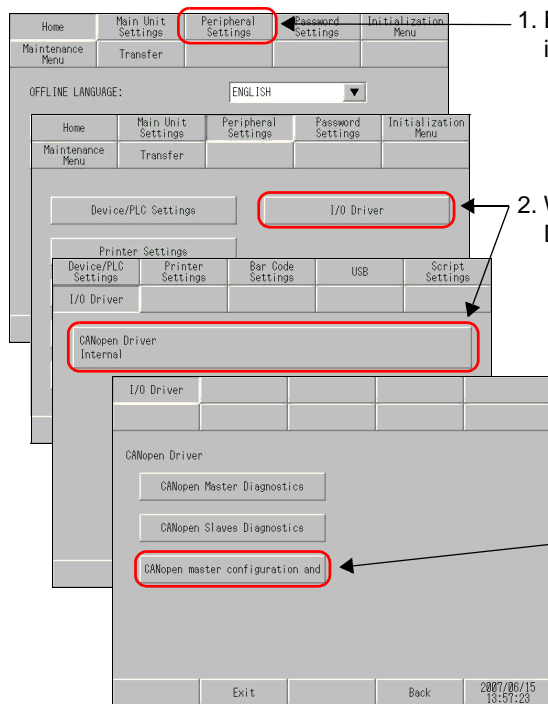 Home
Main Unit Settings
Peripheral Settings
Password Settings
Initialization Menu
Maintenance Menu
Transfer
1.
OFFLINE LANGUAGE:
ENGLISH
Home
Main Unit Settings
Peripheral Settings
Password Settings
Initialization Menu
Maintenance Menu
Transfer
Device/PLC Settings
I/O Driver
2.
Printer Settings
Device/PLC Settings
Printer Settings
Bar Code Settings
USB
Script Settings
I/O Driver
CANopen Driver
Internal
I/O Driver
CANopen Driver
CANopen Master Diagnostics
CANopen Slaves Diagnostics
CANopen master configuration and
Exit
Back
2007/06/15
13:57:23